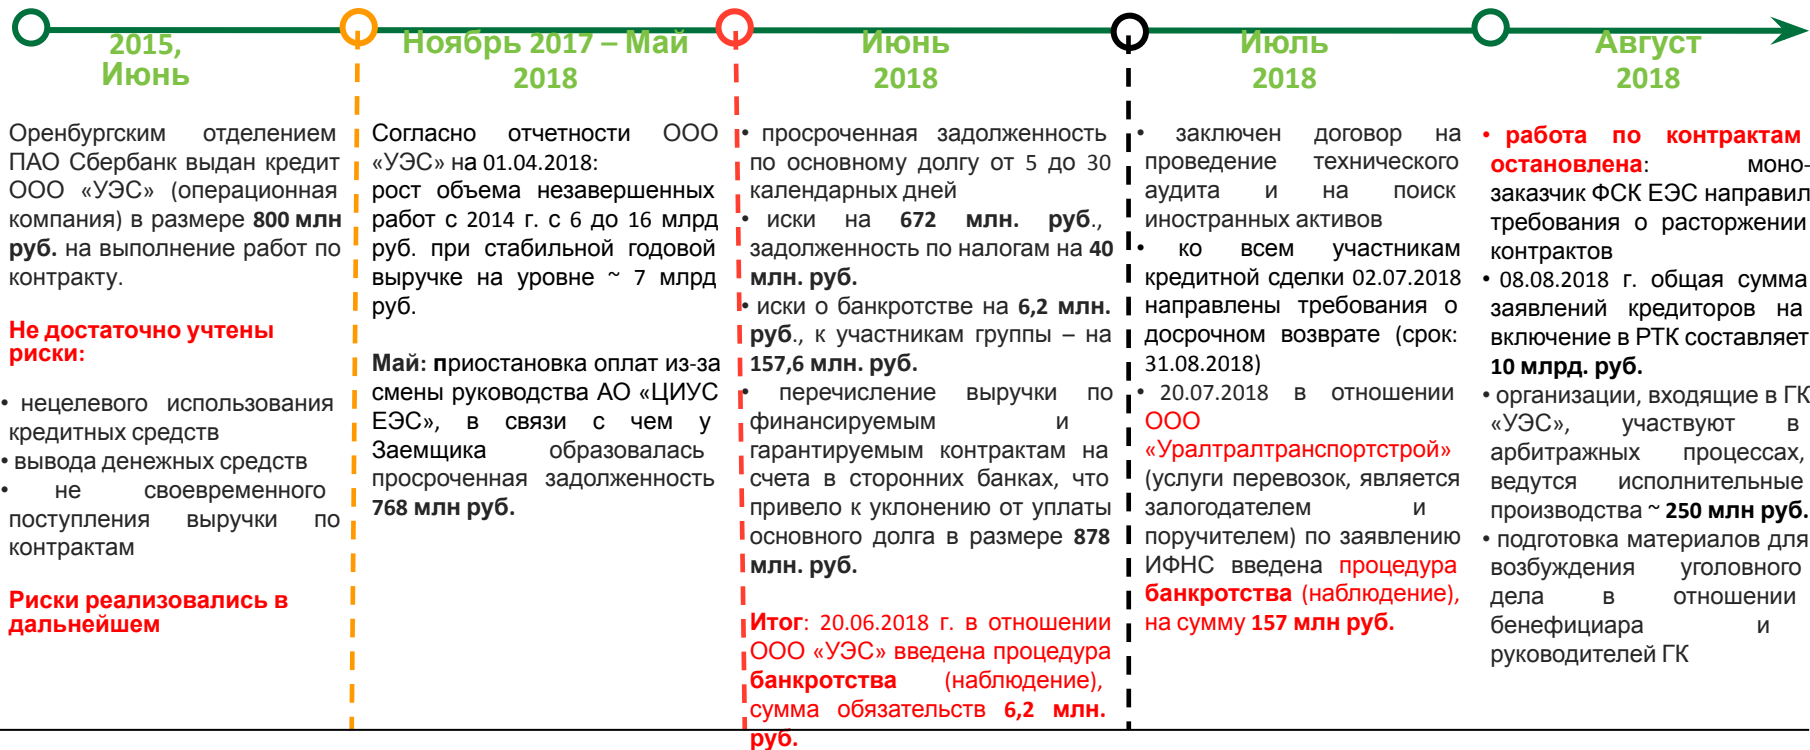 2015,
Июнь
Оренбургским отделением
ПАО Сбербанк выдан кредит
ООО «УЭС» (операционная
компания) в размере 800 млн
руб. на выполнение работ по
контракту.
Не достаточно учтены
риски:
• нецелевого использования
кредитных средств
• вывода денежных средств
• не своевременного
поступления выручки по
контрактам
Риски реализовались в
дальнейшем
Ноябрь 2017 – Май
2018
Согласно отчетности ООО
«УЭС» на 01.04.2018:
рост объема незавершенных
работ с 2014 г. с 6 до 16 млрд
руб. при стабильной годовой
выручке на уровне ~ 7 млрд
руб.
Май: приостановка оплат из-за
смены руководства АО «ЦИУС
ЕЭС», в связи с чем у
Заемщика образовалась
просроченная задолженность
768 млн руб.
Июнь
2018
• просроченная задолженность
по основному долгу от 5 до 30
календарных дней
• иски на 672 млн. руб.,
задолженность по налогам на 40
млн. руб.
• иски о банкротстве на 6,2 млн.
руб., к участникам группы – на
157,6 млн. руб.
• перечисление выручки по
финансируемым и
гарантируемым контрактам на
счета в сторонних банках, что
привело к уклонению от уплаты
основного долга в размере 878
млн. руб.
Итог: 20.06.2018 г. в отношении
ООО «УЭС» введена процедура
банкротства (наблюдение),
сумма обязательств 6,2 млн.
руб.
Июль
2018
• заключен договор на
проведение технического
аудита и на поиск
иностранных активов
• ко всем участникам
кредитной сделки 02.07.2018
направлены требования о
досрочном возврате (срок:
31.08.2018)
• 20.07.2018 в отношении
ООО
«Уралтралтранспортстрой»
(услуги перевозок, является
залогодателем и
поручителем) по заявлению
ИФНС введена процедура
банкротства (наблюдение),
на сумму 157 млн руб.
Август
2018
• работа по контрактам
остановлена: моно-
заказчик ФСК ЕЭС направил
требования о расторжении
контрактов
• 08.08.2018 г. общая сумма
заявлений кредиторов на
включение в РТК составляет
10 млрд. руб.
• организации, входящие в ГК
«УЭС», участвуют в
арбитражных процессах,
ведутся исполнительные
производства ~ 250 млн руб.
• подготовка материалов для
возбуждения уголовного
дела в отношении
бенефициара и
руководителей ГК